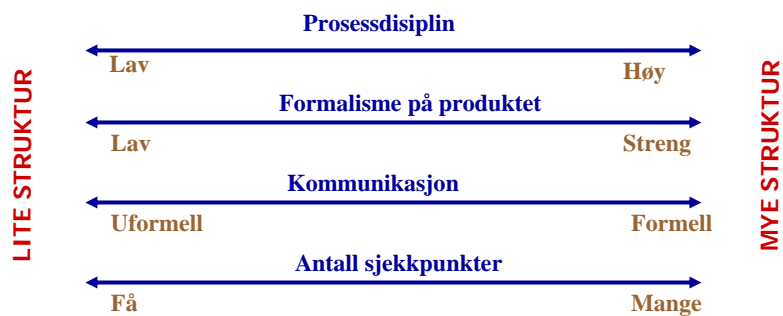 Prosessdisiplin
Lav
Høy
Formalisme på produktet
Lav
Streng
Kommunikasjon
Uformell
Formell
Antall sjekkpunkter
Få
Mange
LITE STRUKTUR
MYE STRUKTUR